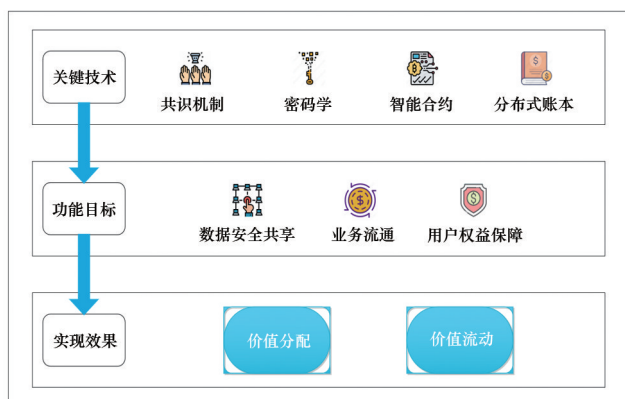 关键技术
共识机制
密码学
智能合约
分布式账本
功能目标
数据安全共享
业务流通
用户权益保障
实现效果
价值分配
价值流动